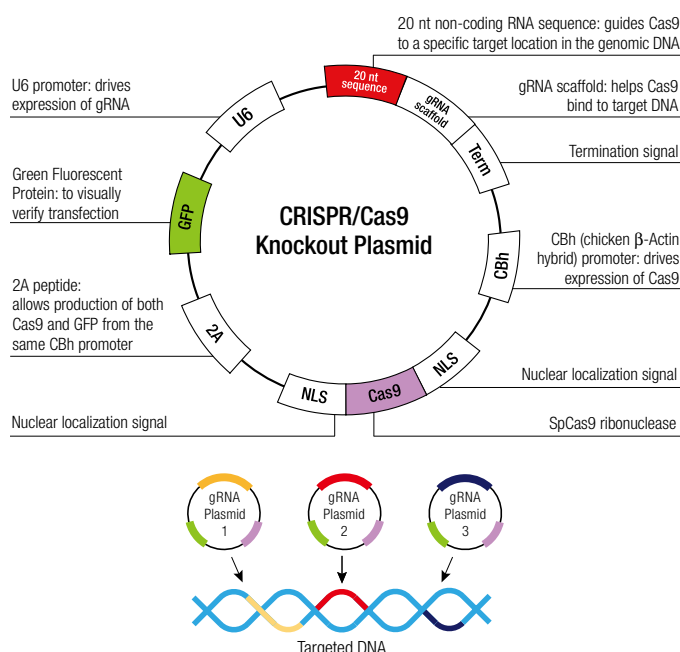 20 nt non-coding RNA sequence: guides Cas9
to a specific target location in the genomic DNA
U6 promoter: drives
expression of gRNA
gRNA scaffold: helps Cas9
bind to target DNA
Termination signal
Green Fluorescent
Protein: to visually
verify transfection
CBh (chicken β-Actin
hybrid) promoter: drives
expression of Cas9
2A peptide:
allows production of both
Cas9 and GFP from the
same CBh promoter
Nuclear localization signal
Nuclear localization signal
SpCas9 ribonuclease
20 nt
sequence
gRNA
scaffold
Term
CBh
NLS
Cas9
NLS
2A
GFP
U6
CRISPR/Cas9
Knockout Plasmid
gRNA
Plasmid
1
gRNA
Plasmid
2
gRNA
Plasmid
3
Targeted DNA